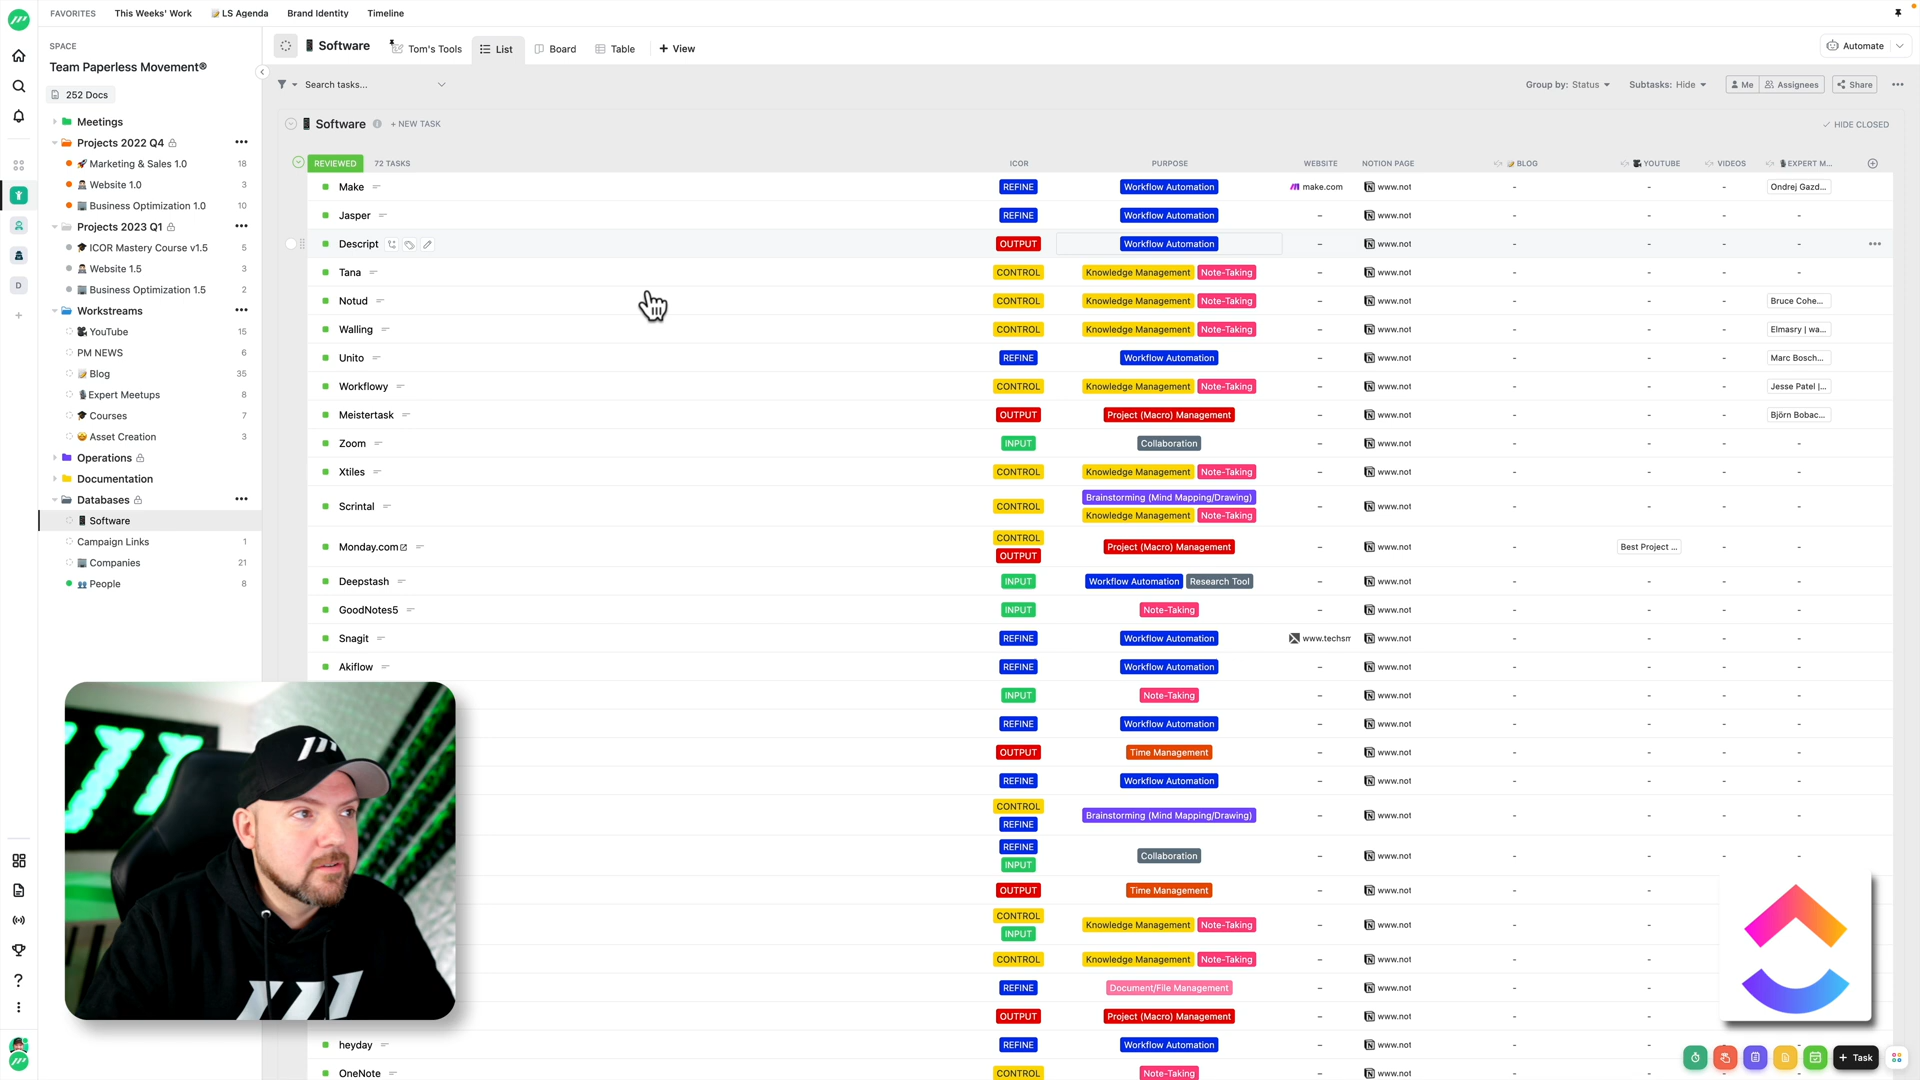 FAVORITES
This Weeks' Work
LS Agenda
Brand Identity
Timeline
SPACE
Team Paperless Movement®
252 Docs
Meetings
Projects 2022 Q4
Marketing & Sales 1.0 18
Website 1.0 3
Business Optimization 1.0 10
Projects 2023 Q1
ICOR Mastery Course v1.5 5
Website 1.5 3
Business Optimization 1.5 2
Workstreams
YouTube 15
PM NEWS 6
Blog 35
Expert Meetups 8
Courses 7
Asset Creation 3
Operations
Documentation
Databases
Software
Campaign Links 1
Companies 21
People 8
D
Software
Tom's Tools
List
Board
Table
+ View
Automate
Search tasks...
Group by: Status
Subtasks: Hide
Me
Assignees
Share
Software + NEW TASK
HIDE CLOSED
REVIEWED 72 TASKS ICOR PURPOSE WEBSITE NOTION PAGE BLOG YOUTUBE VIDEOS EXPERT M...
Make REFINE Workflow Automation make.com www.not - - - Ondrej Gazd...
Jasper REFINE Workflow Automation – www.not - - - -
Descript OUTPUT Workflow Automation – www.not - - - -
Tana CONTROL Knowledge Management Note-Taking – www.not - - - -
Notud CONTROL Knowledge Management Note-Taking – www.not - - - Bruce Cohe...
Walling CONTROL Knowledge Management Note-Taking – www.not - - - Elmasry | wa...
Unito REFINE Workflow Automation – www.not - - - Marc Bosch...
Workflowy CONTROL Knowledge Management Note-Taking – www.not - - - Jesse Patel |...
Meistertask OUTPUT Project (Macro) Management – www.not - - - Björn Bobac...
Zoom INPUT Collaboration – www.not - - - -
Xtiles CONTROL Knowledge Management Note-Taking – www.not - - - -
Scrintal CONTROL Brainstorming (Mind Mapping/Drawing) Knowledge Management Note-Taking – www.not - - - -
Monday.com CONTROL OUTPUT Project (Macro) Management – www.not - Best Project ... - -
Deepstash INPUT Workflow Automation Research Tool – www.not - - - -
GoodNotes5 INPUT Note-Taking – www.not - - - -
Snagit REFINE Workflow Automation www.techsm www.not - - - -
Akiflow REFINE Workflow Automation – www.not - - - -
INPUT Note-Taking – www.not - - - -
REFINE Workflow Automation – www.not - - - -
OUTPUT Time Management – www.not - - - -
REFINE Workflow Automation – www.not - - - -
CONTROL REFINE Brainstorming (Mind Mapping/Drawing) – www.not - - - -
REFINE INPUT Collaboration – www.not - - - -
OUTPUT Time Management – www.not - - -
CONTROL INPUT Knowledge Management Note-Taking – www.not - -
CONTROL Knowledge Management Note-Taking – www.not - -
REFINE Document/File Management – www.not - -
OUTPUT Project (Macro) Management – www.not - -
heyday REFINE Workflow Automation – www.not - - - -
OneNote CONTROL Note-Taking – www.not - - - -
+ Task